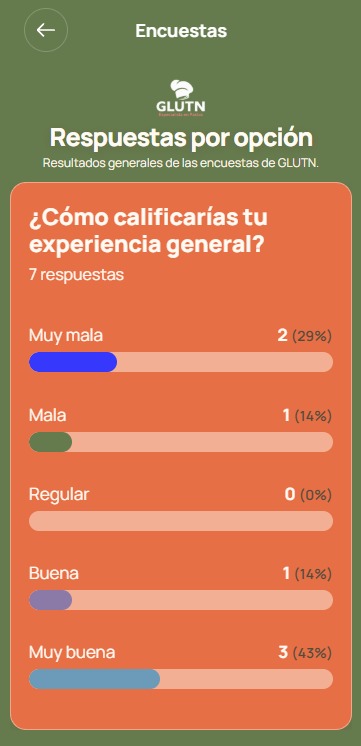 Encuestas
GLUTN
Respuestas por opción
Resultados generales de las encuestas de GLUTN.
¿Cómo calificarías tu
experiencia general?
7 respuestas
Muy mala 2 (29%)
Mala 1 (14%)
Regular 0 (0%)
Buena 1 (14%)
Muy buena 3 (43%)